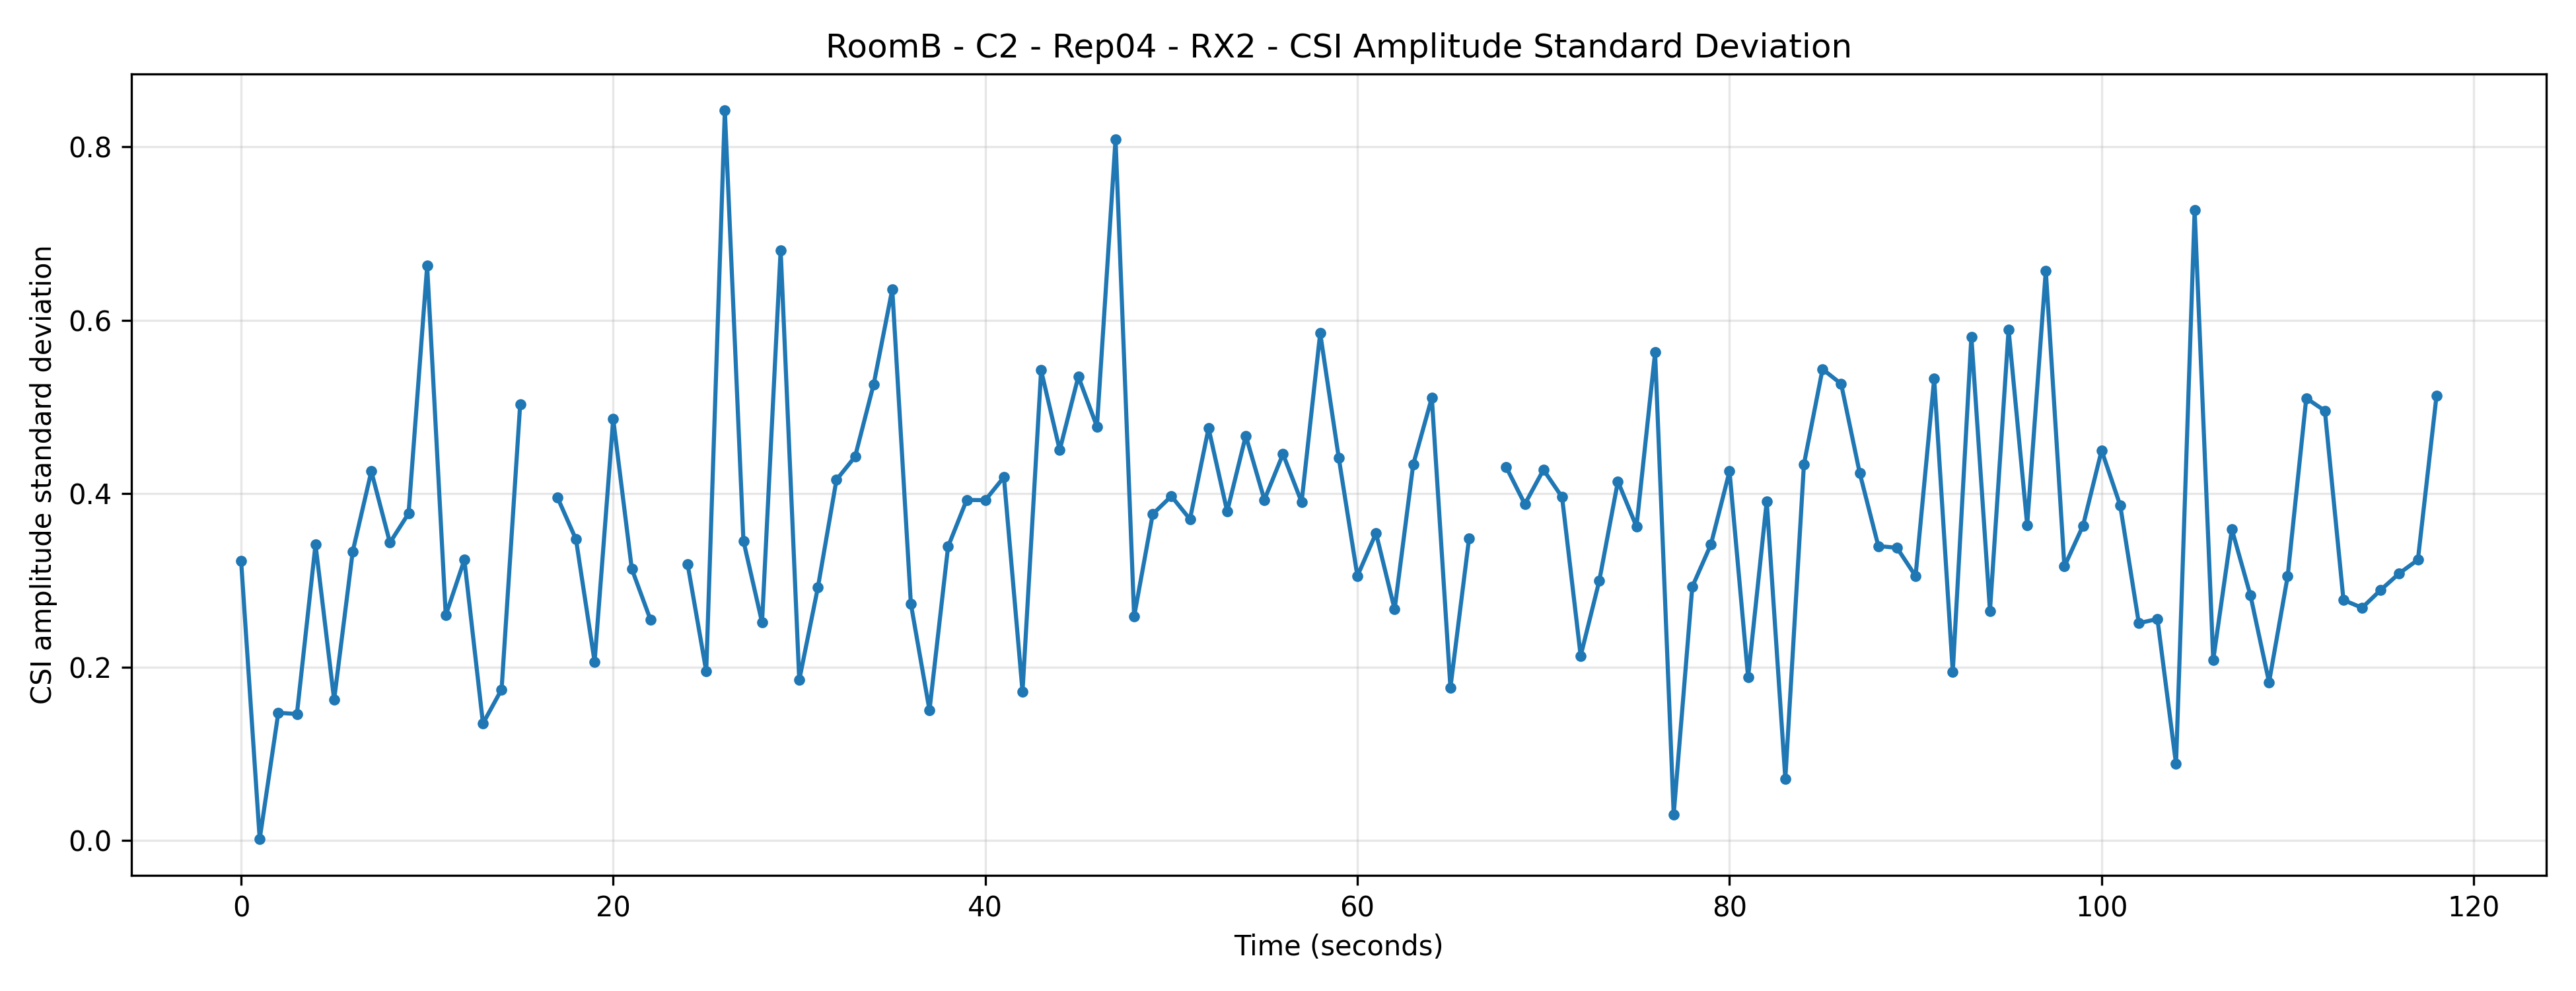 RoomB - C2 - Rep04 - RX2 - CSI Amplitude Standard Deviation
CSI amplitude standard deviation
0.8
0.6
0.4
0.2
0.0
0 20 40 60 80 100 120
Time (seconds)